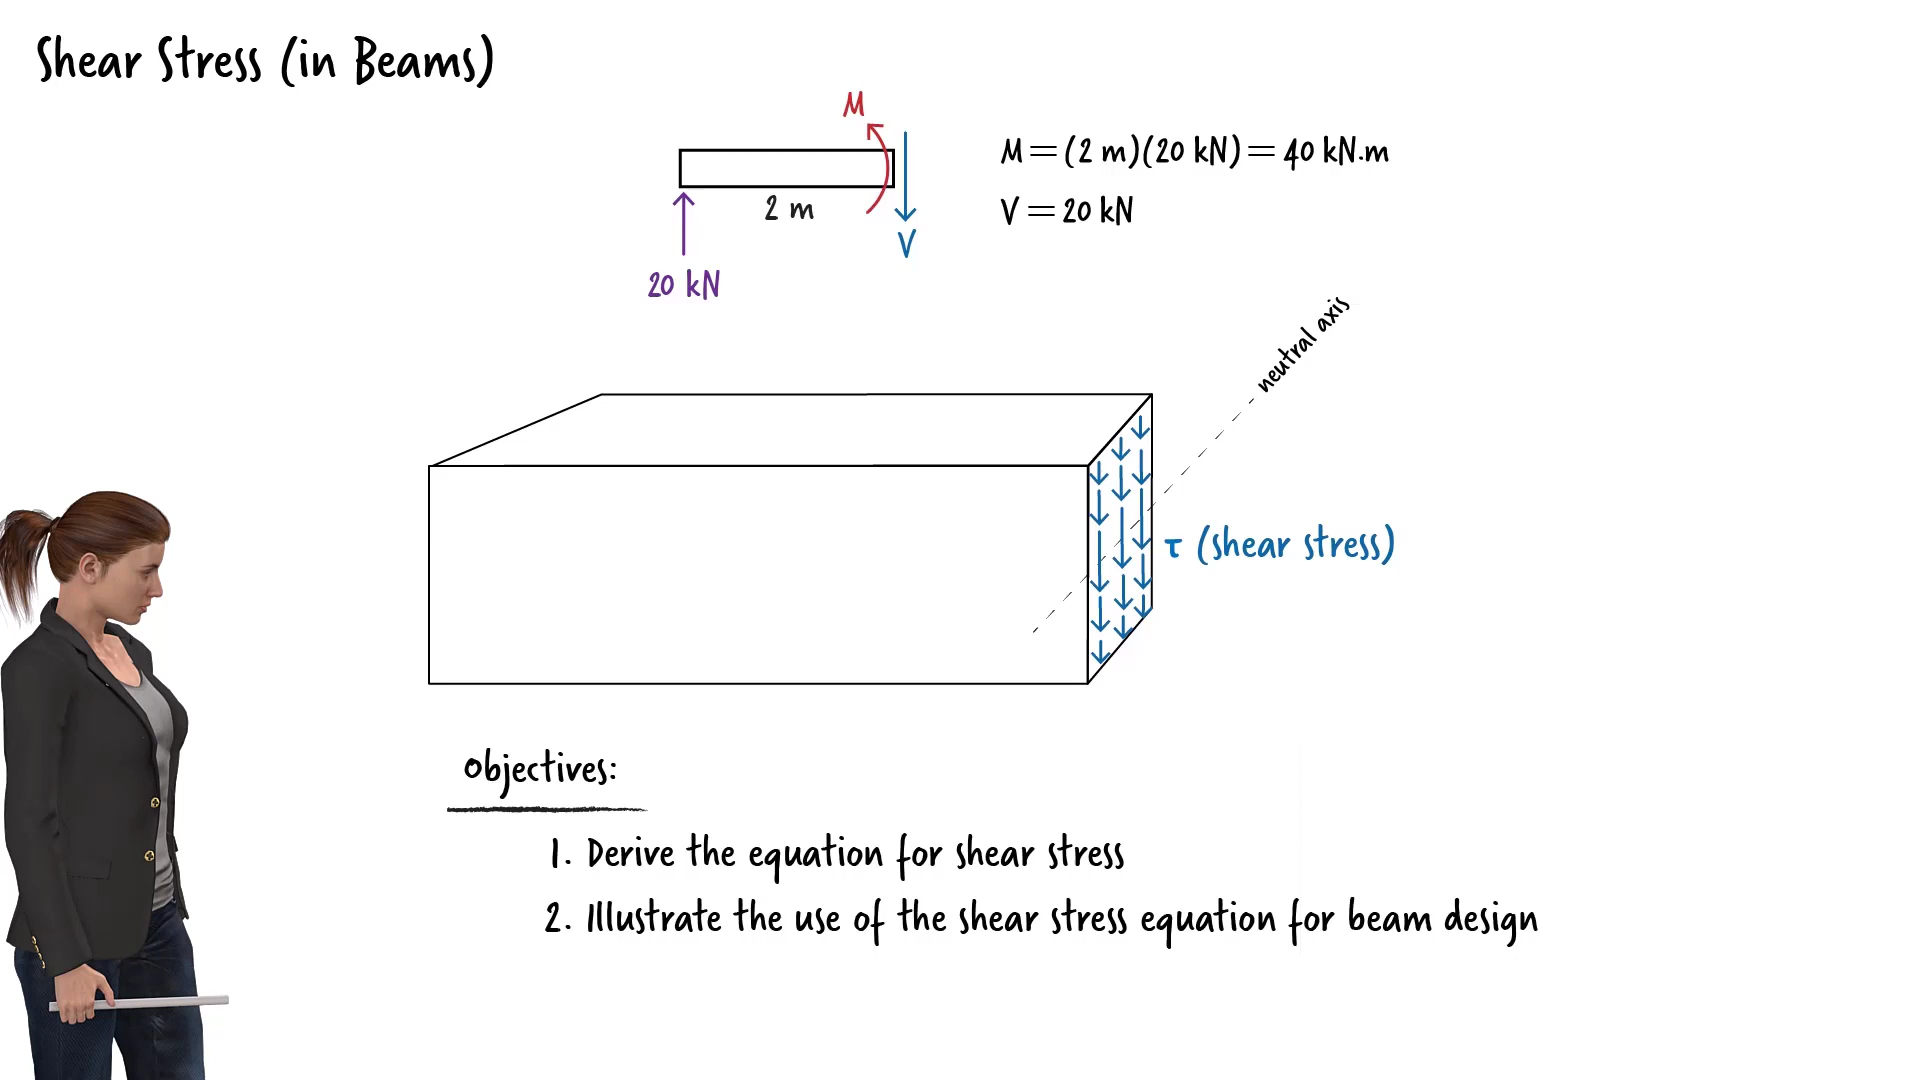 Shear Stress (in Beams)
M
M = (2 m)(20 kN) = 40 kN.m
2 m
V = 20 kN
V
20 kN
neutral axis
τ (shear stress)
Objectives:
1. Derive the equation for shear stress
2. Illustrate the use of the shear stress equation for beam design